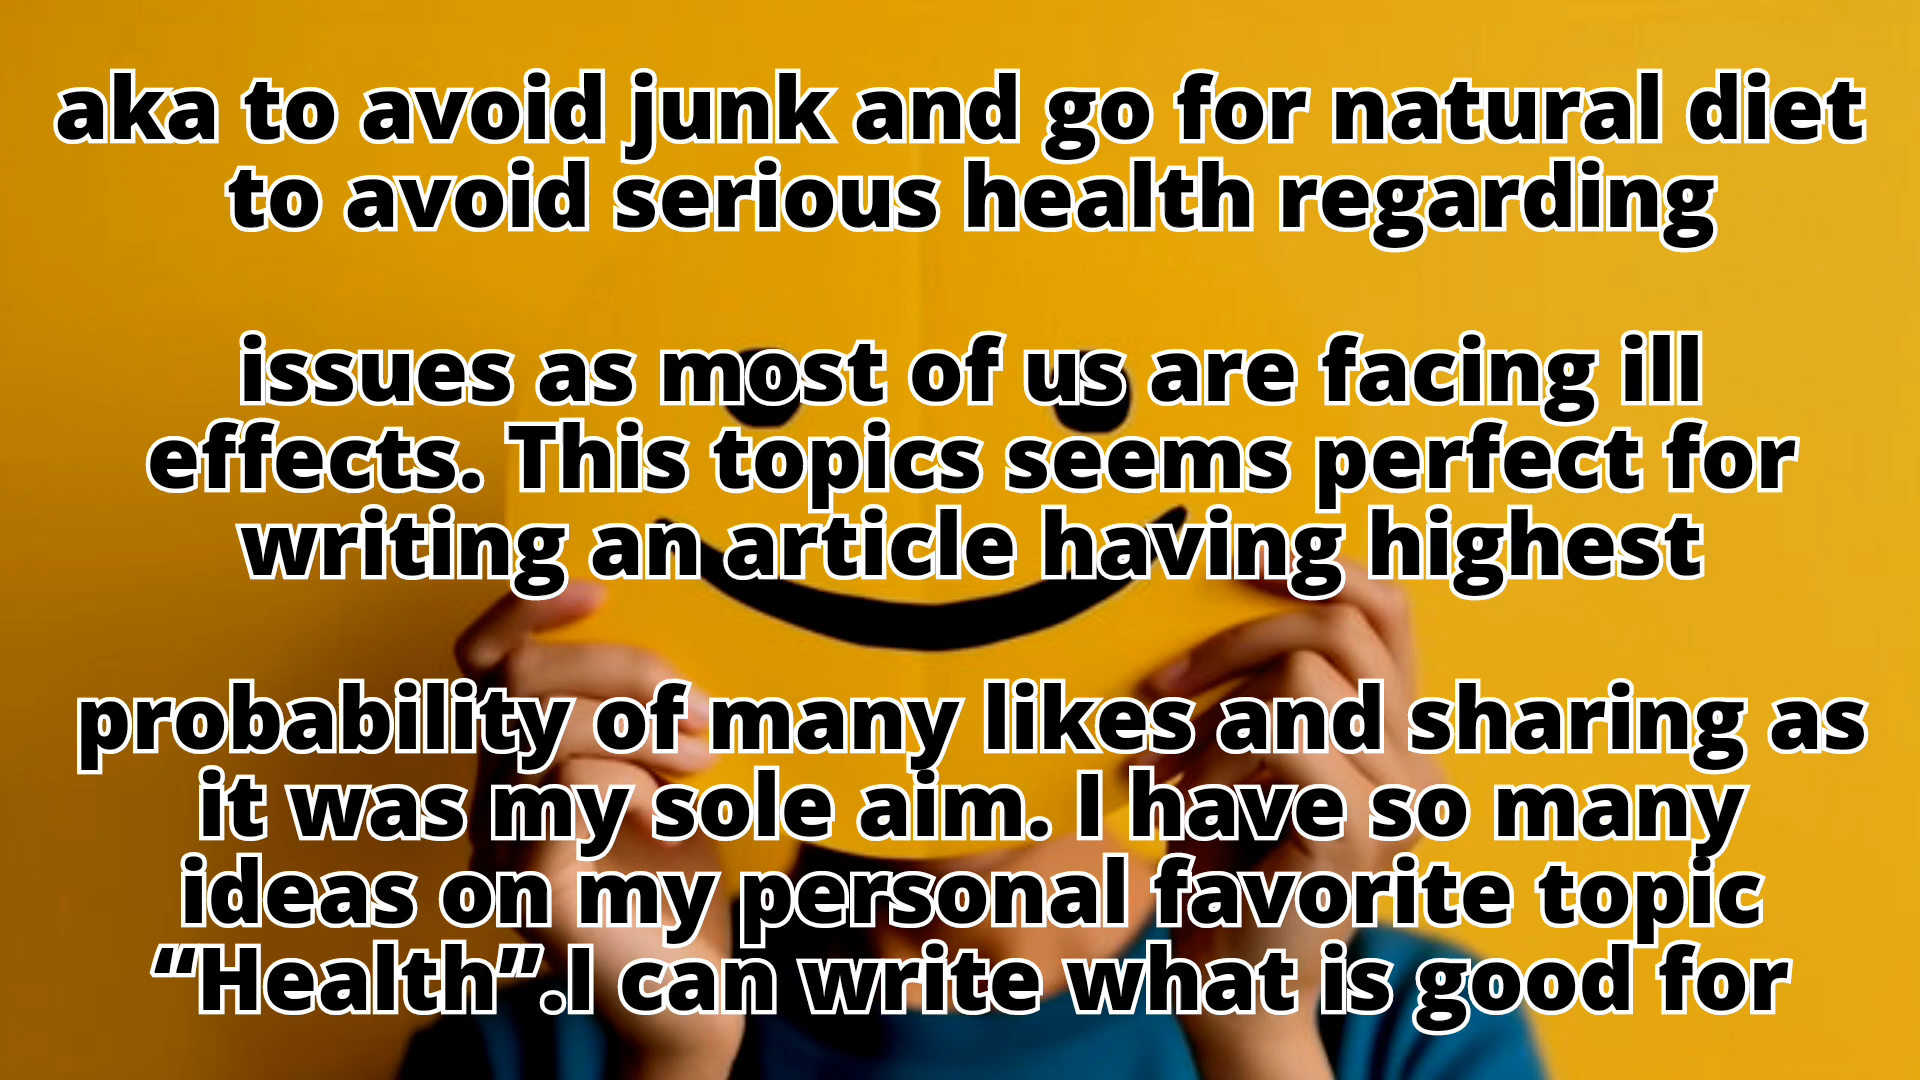 aka to avoid junk and go for natural diet
to avoid serious health regarding
issues as most of us are facing ill
effects. This topics seems perfect for
writing an article having highest
probability of many likes and sharing as
it was my sole aim. I have so many
ideas on my personal favorite topic
“Health”.I can write what is good for